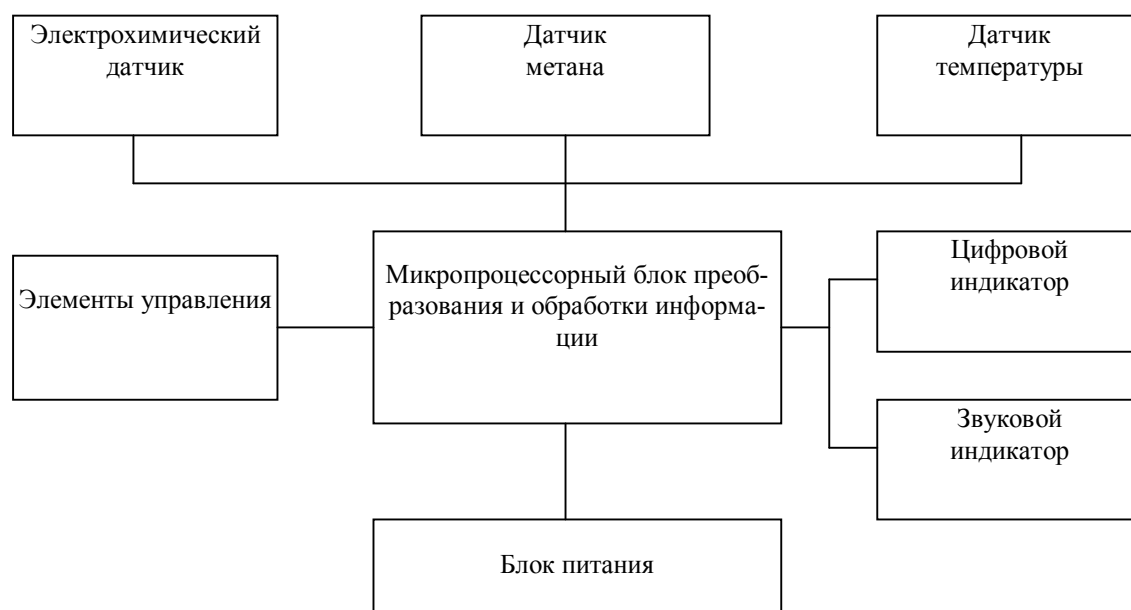 Электрохимический
датчик
Датчик
метана
Датчик
температуры
Элементы управления
Микропроцессорный блок преоб-
разования и обработки информа-
ции
Цифровой
индикатор
Звуковой
индикатор
Блок питания